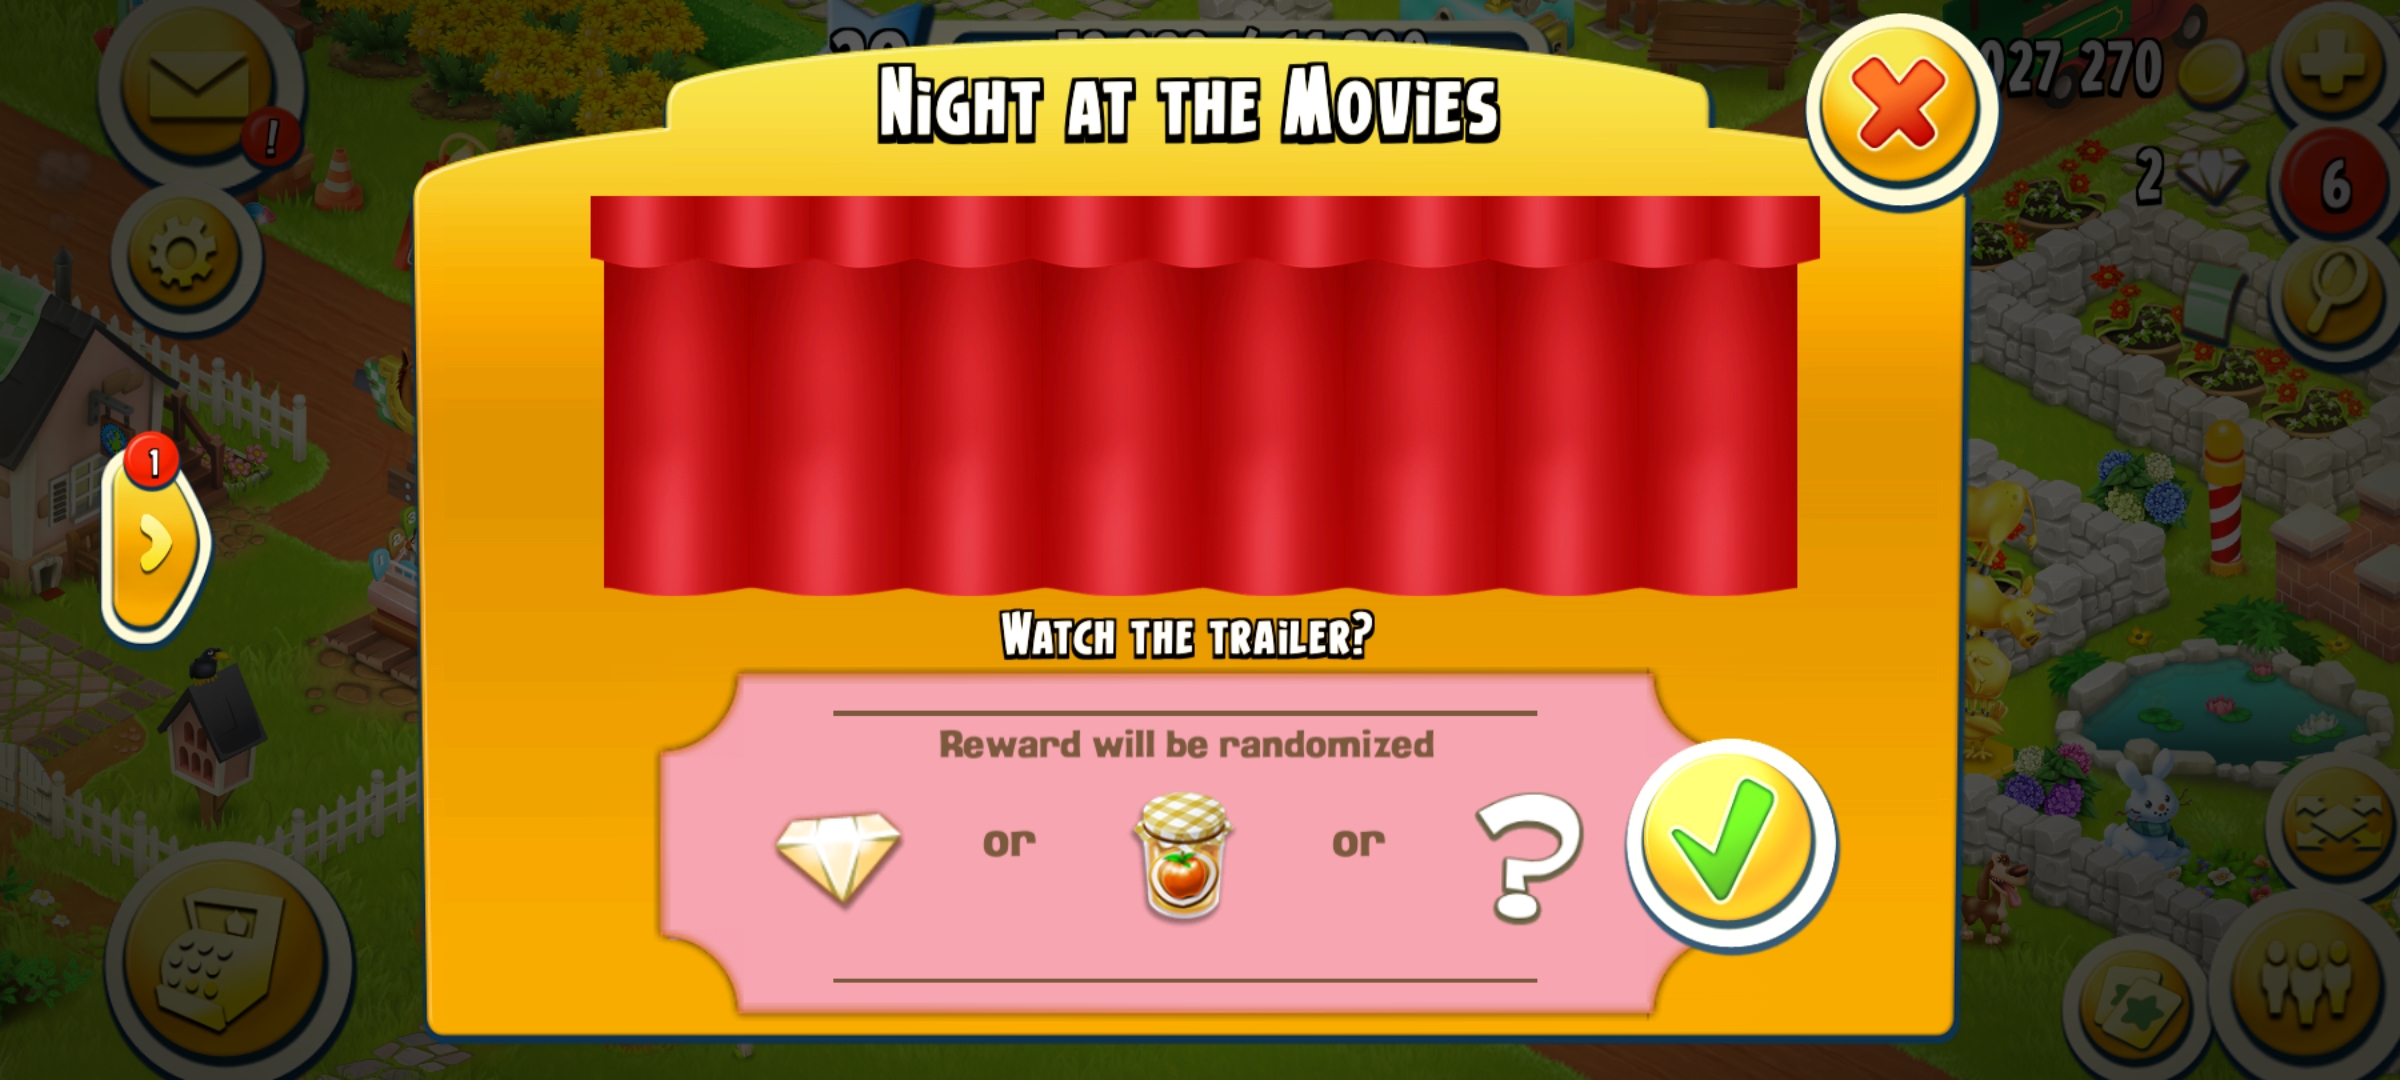 NiGHT AT THE MOViES
027,270
!
2
6
1
WATCH THE TRAiLER?
Reward will be randomized
or
or
?